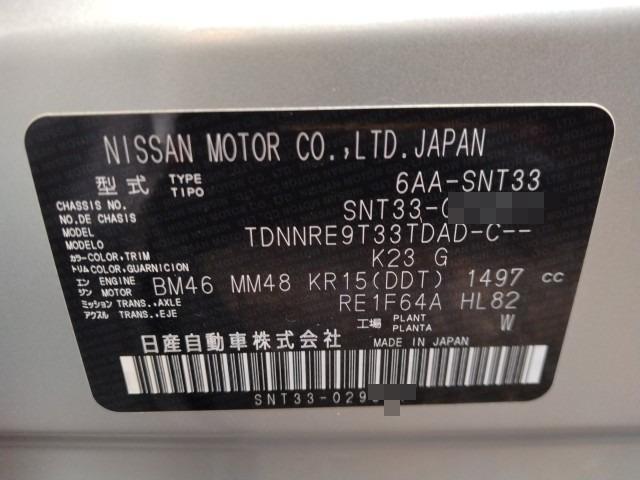 NISSAN MOTOR CO.,LTD.JAPAN
型式 TYPE TIPO 6AA-SNT33
CHASSIS NO. NO.DE CHASIS SNT33-
MODEL MODELO TDNNRE9T33TDAD-C--
カラー COLOR,TRIM トリム COLOR,GUARNICION K23 G
エンジン ENGINE MOTOR BM46 MM48 KR15(DDT) 1497 cc
ミッション TRANS.,AXLE アクスル TRANS.,EJE RE1F64A HL82
工場 PLANT PLANTA W
日産自動車株式会社 MADE IN JAPAN
SNT33-029